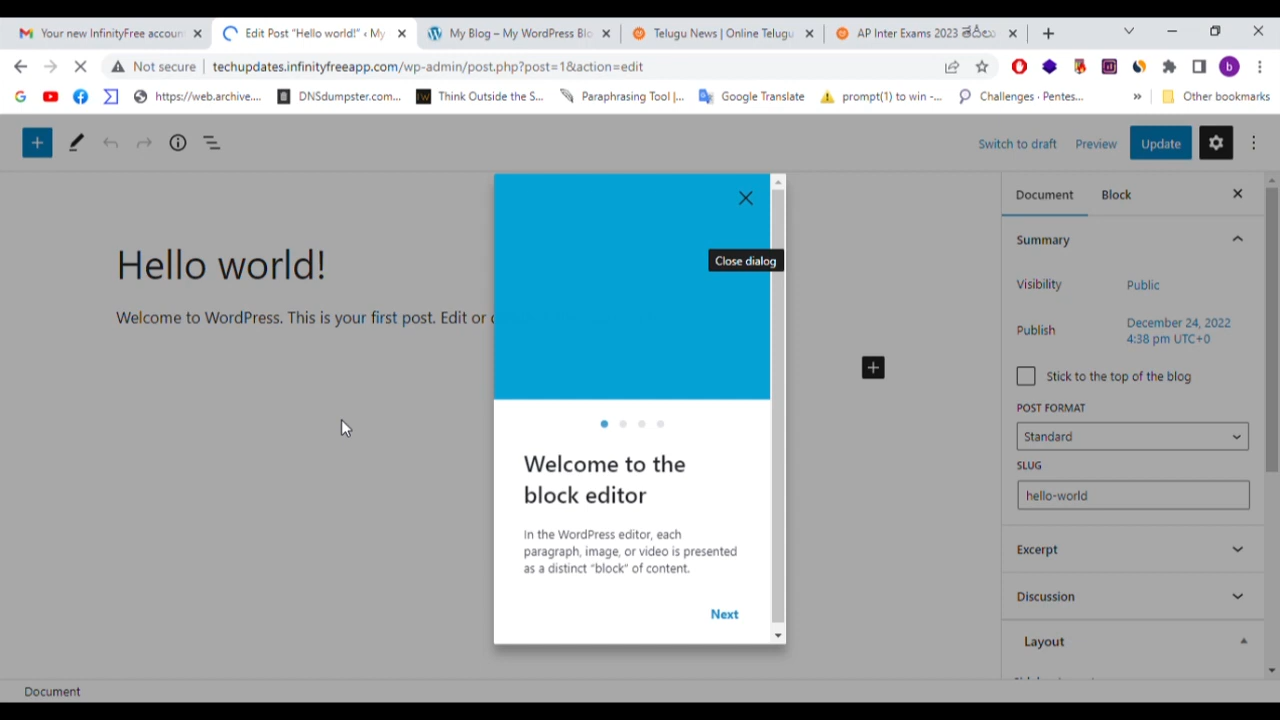 Your new InfinityFree accoun
Edit Post "Hello world!" ‹ My
My Blog – My WordPress Blo
Telugu News | Online Telugu
AP Inter Exams 2023 తేదీలు
Not secure
techupdates.infinityfreeapp.com/wp-admin/post.php?post=1&action=edit
b
https://web.archive....
DNSdumpster.com...
Think Outside the S...
Paraphrasing Tool |...
Google Translate
prompt(1) to win -...
Challenges · Pentes...
»
Other bookmarks
Switch to draft
Preview
Update
Document
Block
Close dialog
Summary
Hello world!
Visibility
Public
Welcome to WordPress. This is your first post. Edit or
Publish
December 24, 2022
4:38 pm UTC+0
Stick to the top of the blog
POST FORMAT
Standard
Welcome to the
block editor
SLUG
hello-world
In the WordPress editor, each
paragraph, image, or video is presented
as a distinct "block" of content.
Next
Excerpt
Discussion
Layout
Document